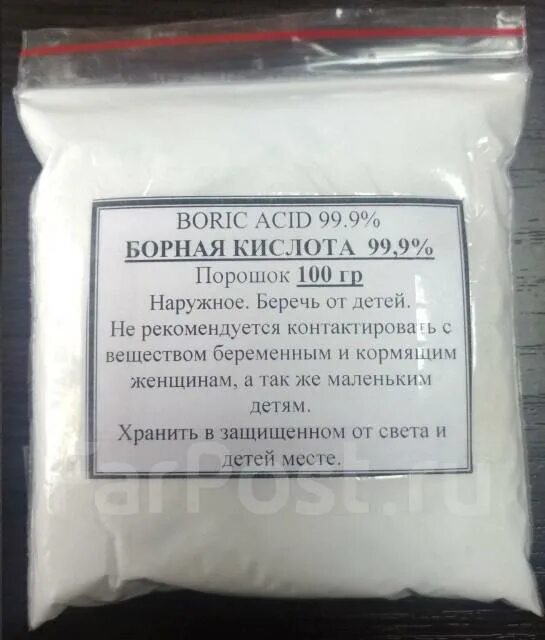 BORIC ACID 99.9%
БОРНАЯ КИСЛОТА 99,9%
Порошок 100 гр
Наружное. Беречь от детей.
Не рекомендуется контактировать с
веществом беременным и кормящим
женщинам, а так же маленьким
детям.
Хранить в защищенном от света и
детей месте.
FarPost.ru